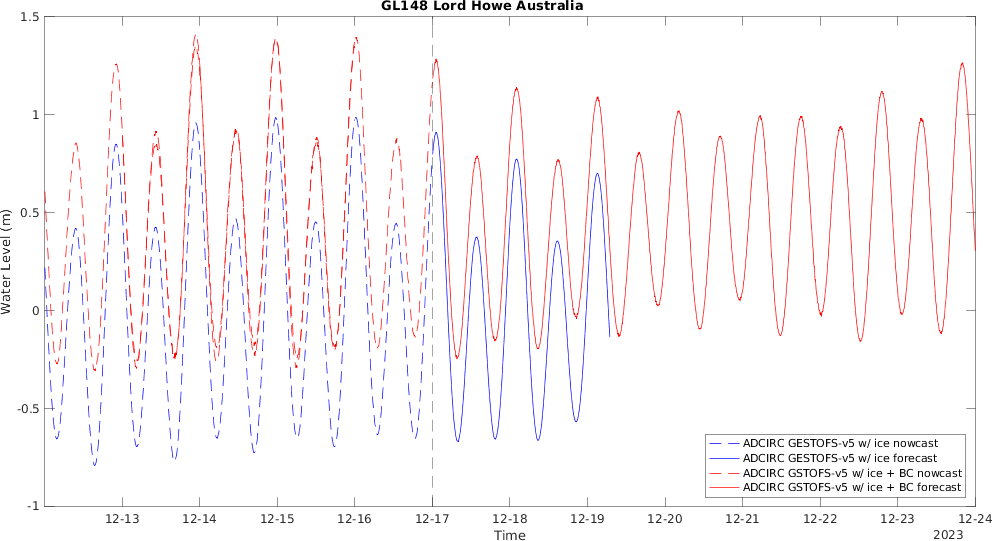 GL148 Lord Howe Australia
1.5
1
0.5
0
-0.5
-1
Water Level (m)
12-13 12-14 12-15 12-16 12-17 12-18 12-19 12-20 12-21 12-22 12-23 12-24
Time
2023
ADCIRC GESTOFS-v5 w/ ice nowcast
ADCIRC GESTOFS-v5 w/ ice forecast
ADCIRC GSTOFS-v5 w/ ice + BC nowcast
ADCIRC GSTOFS-v5 w/ ice + BC forecast